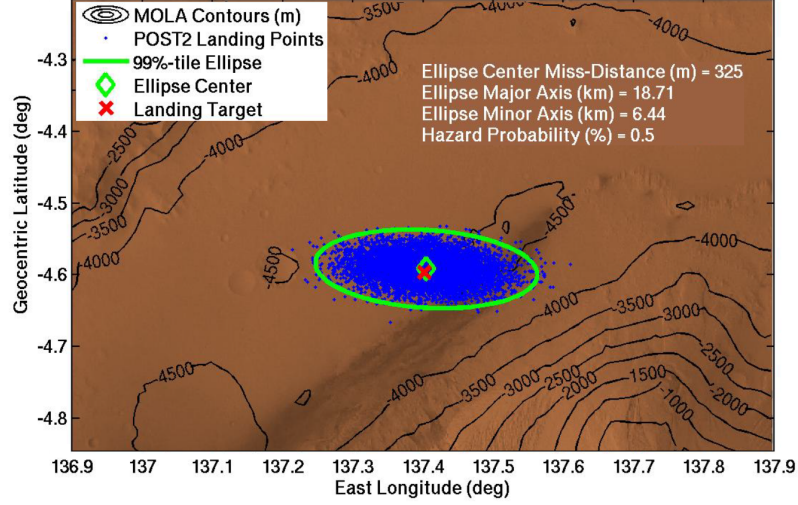 MOLA Contours (m)
POST2 Landing Points
99%-tile Ellipse
Ellipse Center
Landing Target
Ellipse Center Miss-Distance (m) = 325
Ellipse Major Axis (km) = 18.71
Ellipse Minor Axis (km) = 6.44
Hazard Probability (%) = 0.5
-3500
-4000
-4000
-2500
-3000
-3500
-4000
-4000
-4500
-4500
-4500
-4000
-4000
-3500
-3000
-2500
-2000
-4000
-3500
-3000
-2500
-2000
1500
-1000
Geocentric Latitude (deg)
-4.3
-4.4
-4.5
-4.6
-4.7
-4.8
136.9 137 137.1 137.2 137.3 137.4 137.5 137.6 137.7 137.8 137.9
East Longitude (deg)